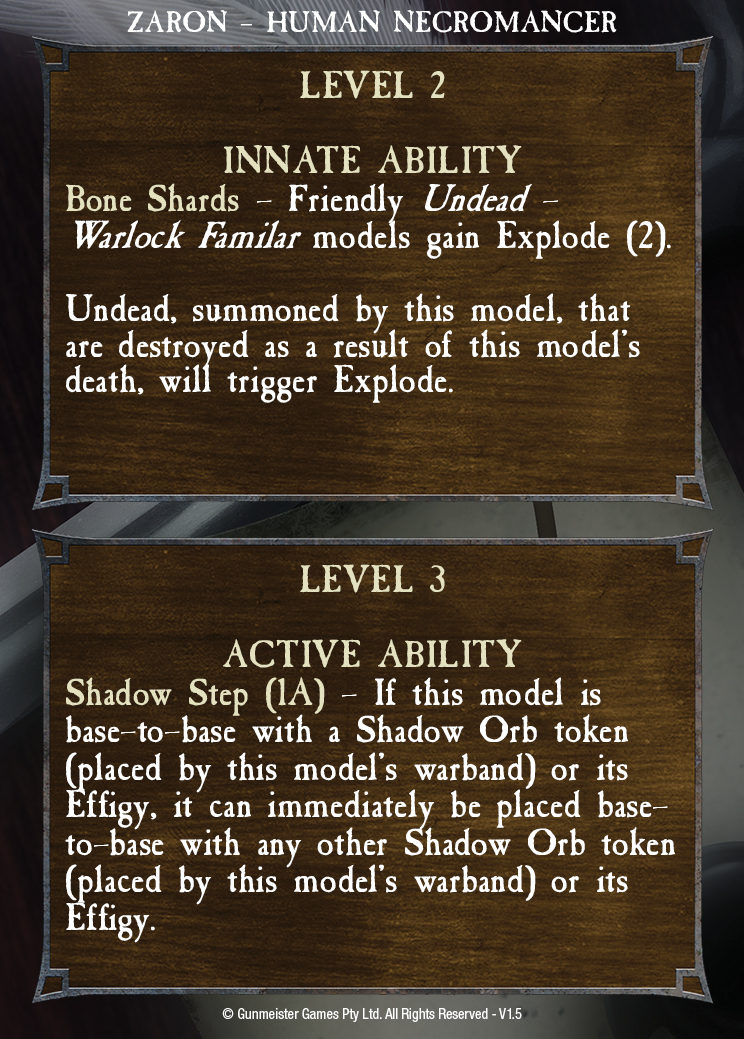 ZARON – HUMAN NECROMANCER
LEVEL 2
INNATE ABILITY
Bone Shards – Friendly Undead –
Warlock Familar models gain Explode (2).
Undead, summoned by this model, that
are destroyed as a result of this model's
death, will trigger Explode.
LEVEL 3
ACTIVE ABILITY
Shadow Step (1A) – If this model is
base-to-base with a Shadow Orb token
(placed by this model's warband) or its
Effigy, it can immediately be placed base-
to-base with any other Shadow Orb token
(placed by this model's warband) or its
Effigy.
© Gunmeister Games Pty Ltd. All Rights Reserved - V1.5